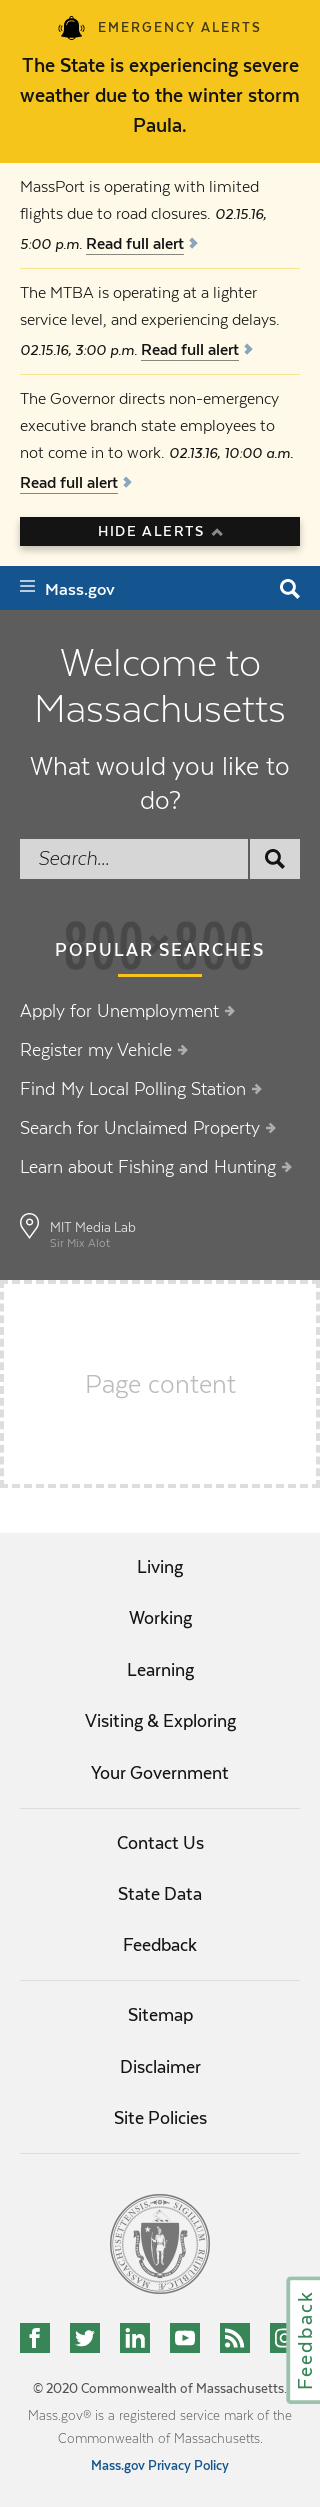 EMERGENCY ALERTS
The State is experiencing severe
weather due to the winter storm
Paula.
MassPort is operating with limited
flights due to road closures. 02.15.16,
5:00 p.m. Read full alert
The MTBA is operating at a lighter
service level, and experiencing delays.
02.15.16, 3:00 p.m. Read full alert
The Governor directs non-emergency
executive branch state employees to
not come in to work. 02.13.16, 10:00 a.m.
Read full alert
HIDE ALERTS
Mass.gov
Welcome to
Massachusetts
What would you like to
do?
Search...
800×800
POPULAR SEARCHES
Apply for Unemployment
Register my Vehicle
Find My Local Polling Station
Search for Unclaimed Property
Learn about Fishing and Hunting
MIT Media Lab
Sir Mix Alot
Page content
Living
Working
Learning
Visiting & Exploring
Your Government
Contact Us
State Data
Feedback
Sitemap
Disclaimer
Site Policies
Feedback
© 2020 Commonwealth of Massachusetts.
Mass.gov® is a registered service mark of the
Commonwealth of Massachusetts.
Mass.gov Privacy Policy